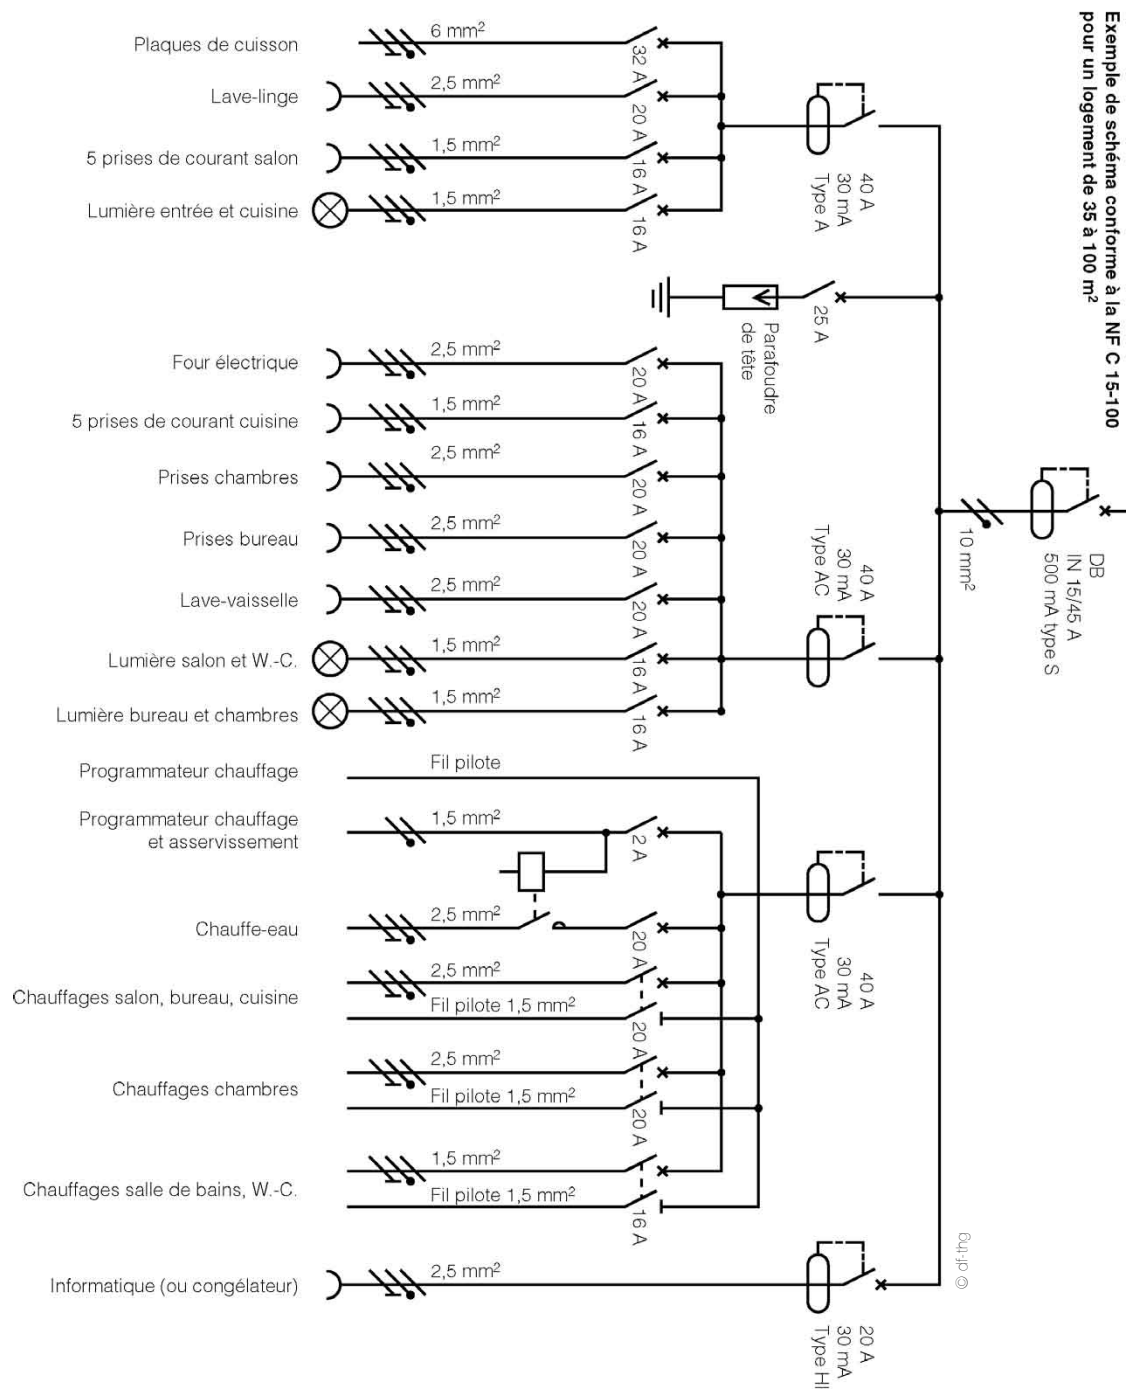 Exemple de schéma conforme à la NF C 15-100
pour un logement de 35 à 100 m²
DB
IN 15/45 A
500 mA type S
10 mm²
40 A
30 mA
Type A
Plaques de cuisson
6 mm²
32 A
Lave-linge
2,5 mm²
20 A
5 prises de courant salon
1,5 mm²
16 A
Lumière entrée et cuisine
1,5 mm²
16 A
25 A
Parafoudre
de tête
40 A
30 mA
Type AC
Four électrique
2,5 mm²
20 A
5 prises de courant cuisine
1,5 mm²
16 A
Prises chambres
2,5 mm²
20 A
Prises bureau
2,5 mm²
20 A
Lave-vaisselle
2,5 mm²
20 A
Lumière salon et W.-C.
1,5 mm²
16 A
Lumière bureau et chambres
1,5 mm²
16 A
40 A
30 mA
Type AC
Programmateur chauffage
Fil pilote
Programmateur chauffage
et asservissement
1,5 mm²
2 A
Chauffe-eau
2,5 mm²
20 A
Chauffages salon, bureau, cuisine
2,5 mm²
Fil pilote 1,5 mm²
20 A
Chauffages chambres
2,5 mm²
Fil pilote 1,5 mm²
20 A
Chauffages salle de bains, W.-C.
1,5 mm²
Fil pilote 1,5 mm²
16 A
Informatique (ou congélateur)
2,5 mm²
20 A
30 mA
Type HI
© df-tng